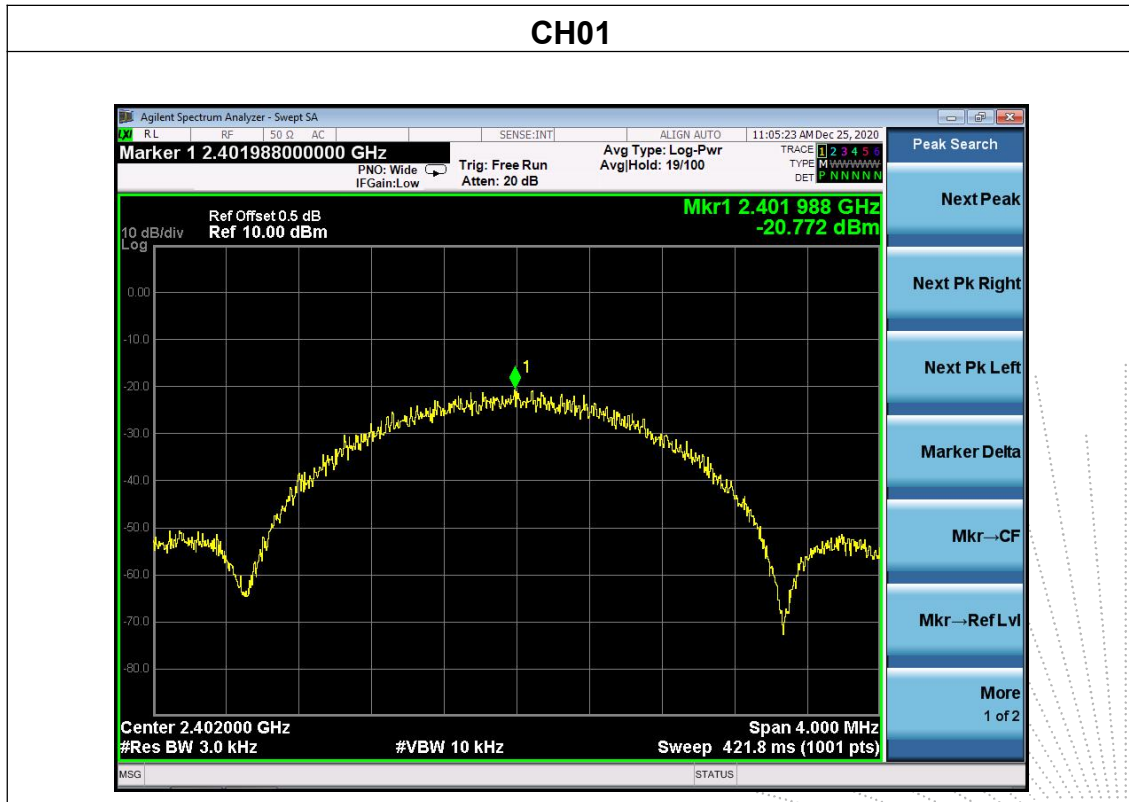 CH01
Agilent Spectrum Analyzer - Swept SA
LXI RL RF 50 Ω AC SENSE:INT ALIGN AUTO 11:05:23 AM Dec 25, 2020
Marker 1 2.401988000000 GHz
PNO: Wide
IFGain:Low
Trig: Free Run
Atten: 20 dB
Avg Type: Log-Pwr
Avg|Hold: 19/100
TRACE 1 2 3 4 5 6
TYPE M WWWWW
DET P N N N N N
Ref Offset 0.5 dB
10 dB/div Ref 10.00 dBm
Log
Mkr1 2.401 988 GHz
-20.772 dBm
0.00
-10.0
-20.0
-30.0
-40.0
-50.0
-60.0
-70.0
-80.0
1
Center 2.402000 GHz
Span 4.000 MHz
#Res BW 3.0 kHz
#VBW 10 kHz
Sweep 421.8 ms (1001 pts)
MSG
STATUS
Peak Search
Next Peak
Next Pk Right
Next Pk Left
Marker Delta
Mkr→CF
Mkr→Ref Lvl
More
1 of 2